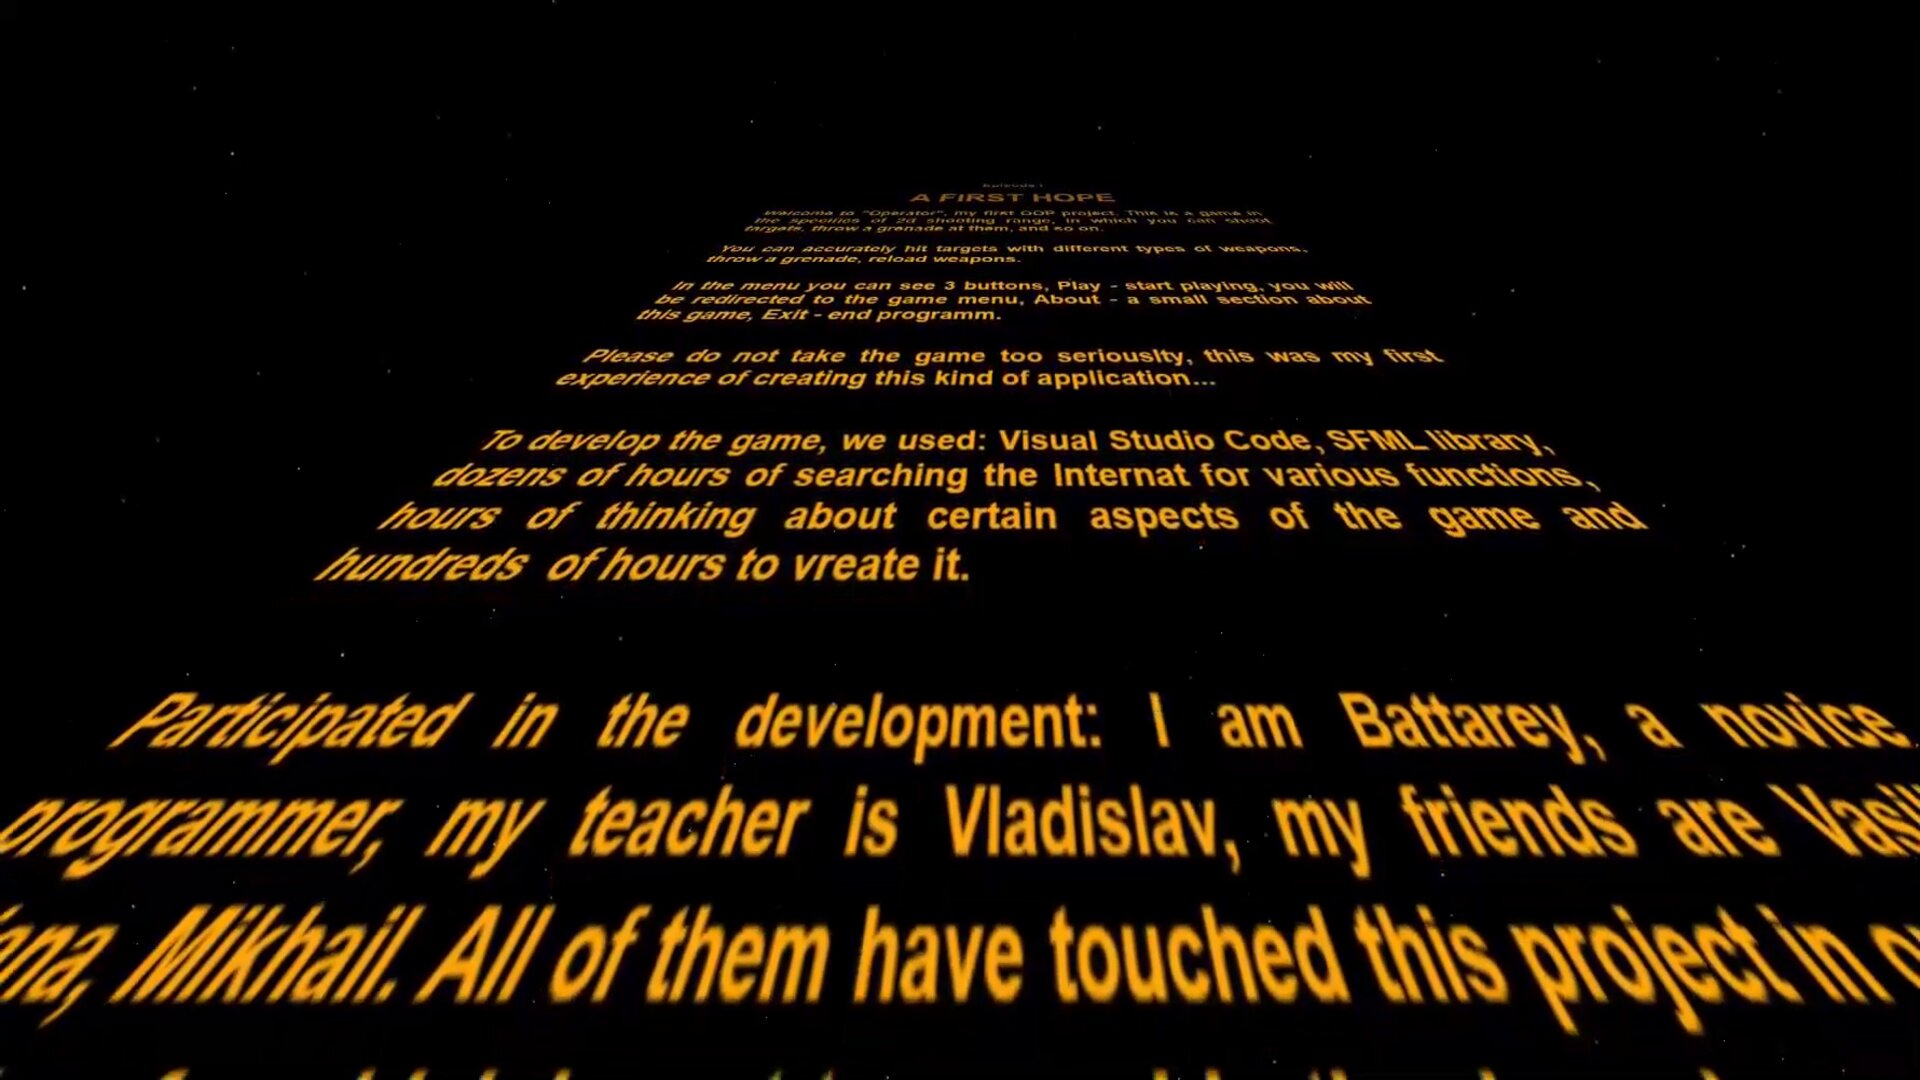 Episode I
A FIRST HOPE
Welcome to "Operator", my first OOP project. This is a game in
the specifics of 2d shooting range, in which you can shoot
targets, throw a grenade at them, and so on.
You can accurately hit targets with different types of weapons,
throw a grenade, reload weapons.
In the menu you can see 3 buttons, Play - start playing, you will
be redirected to the game menu, About - a small section about
this game, Exit - end programm.
Please do not take the game too seriouslty, this was my first
experience of creating this kind of application...
To develop the game, we used: Visual Studio Code, SFML library,
dozens of hours of searching the Internat for various functions,
hours of thinking about certain aspects of the game and
hundreds of hours to vreate it.
Participated in the development: I am Battarey, a novice
programmer, my teacher is Vladislav, my friends are
Mikhail. All of them have touched this project in